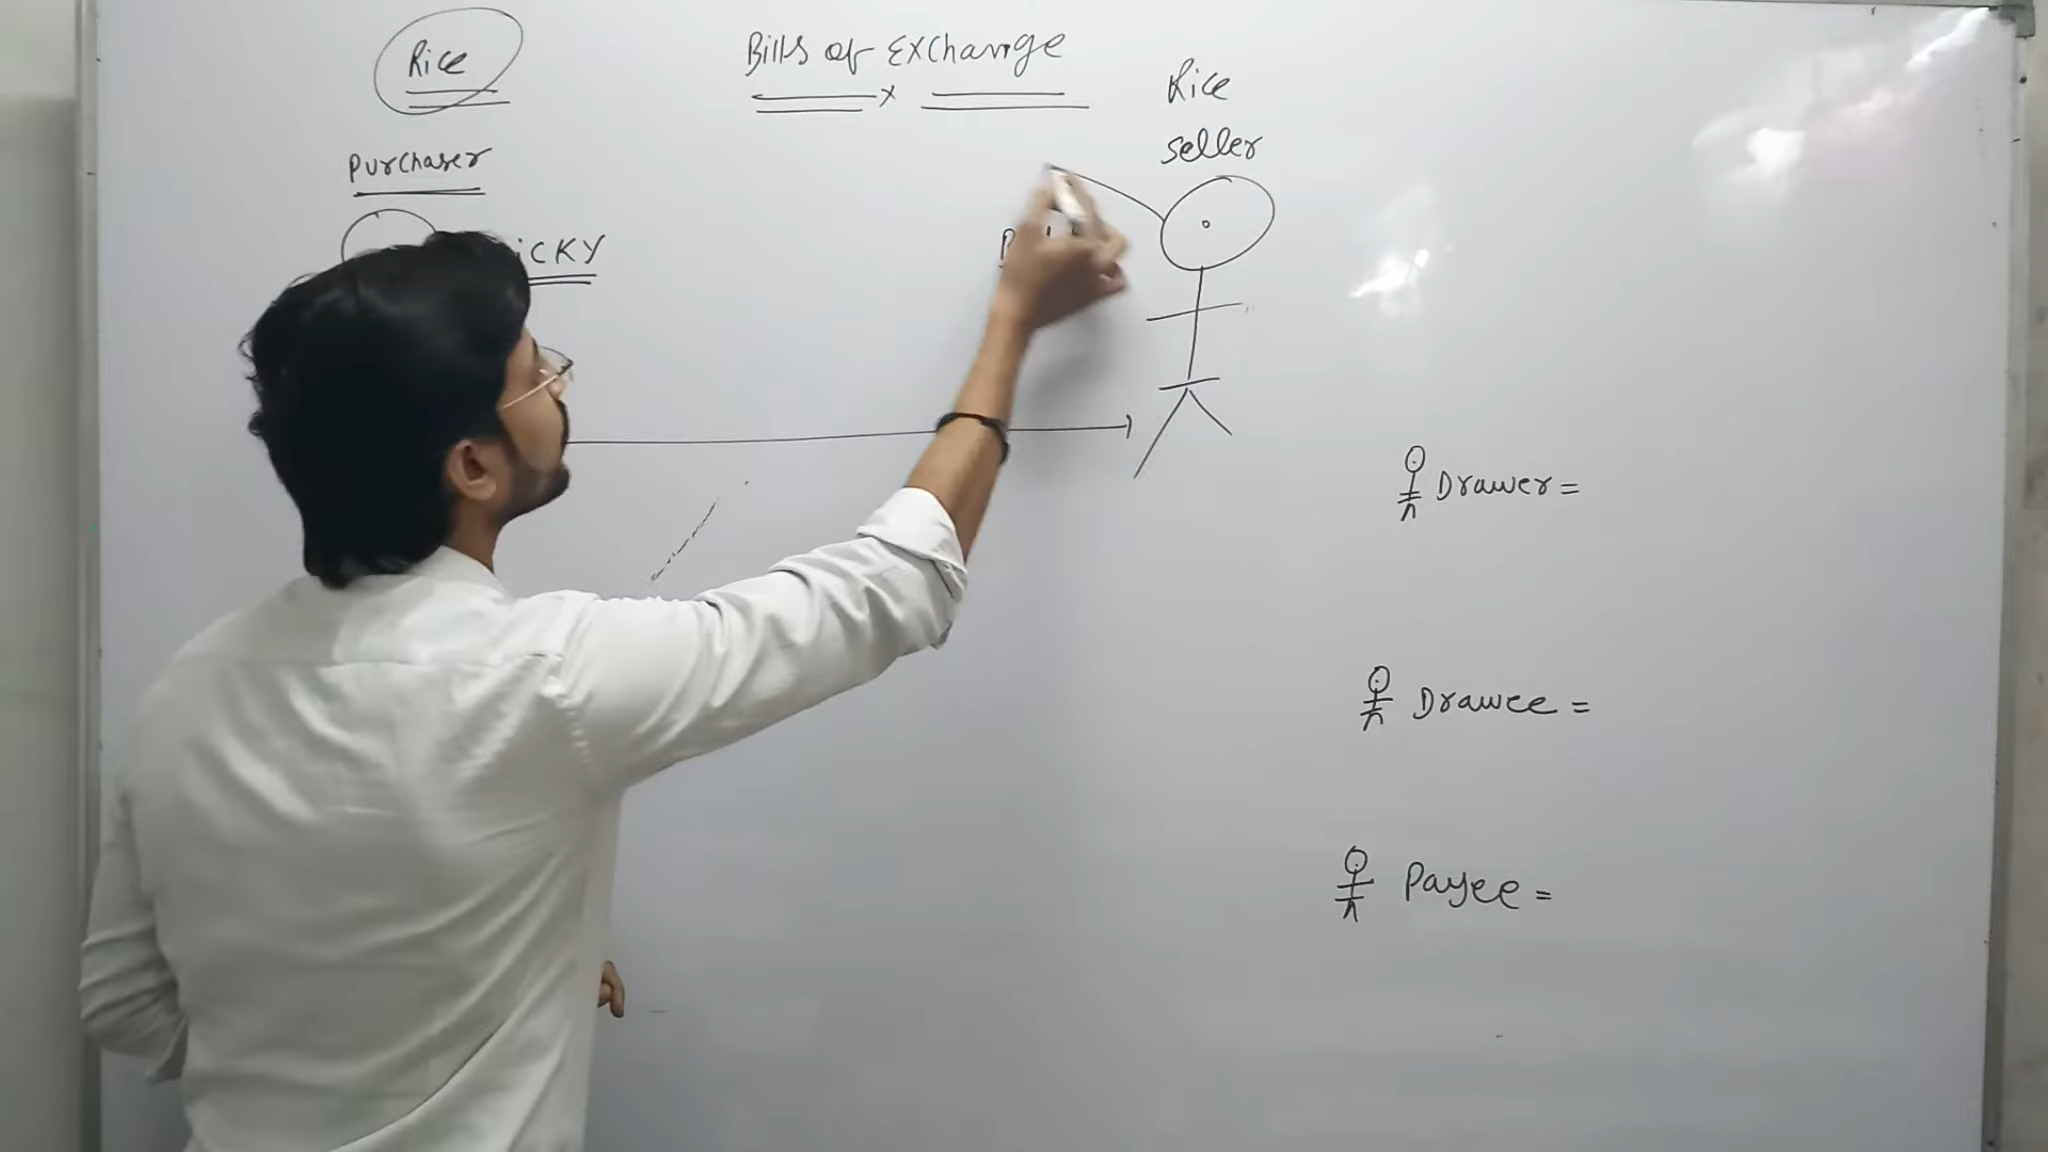 Rice
Bills of Exchange
Rice
seller
Purchaser
Drawer =
Drawee =
Payee =